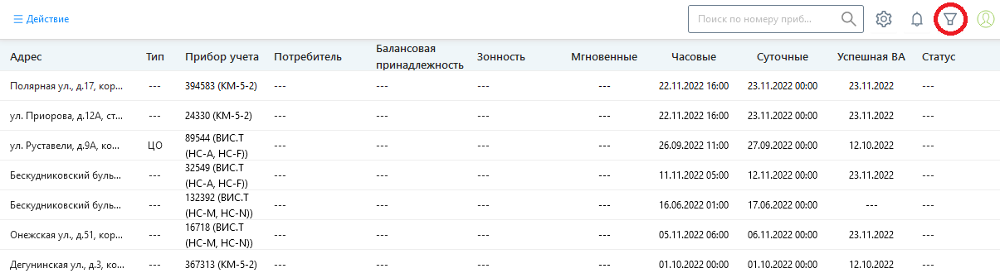 Действие
Поиск по номеру приб...
Адрес Тип Прибор учета Потребитель Балансовая принадлежность Зонность Мгновенные Часовые Суточные Успешная ВА Статус
Полярная ул., д.17, кор... --- 394583 (КМ-5-2) --- --- --- --- 22.11.2022 16:00 23.11.2022 00:00 23.11.2022 ---
ул. Приорова, д.12А, ст... --- 24330 (КМ-5-2) --- --- --- --- 22.11.2022 16:00 23.11.2022 00:00 23.11.2022 ---
ул. Руставели, д.9А, ко... ЦО 89544 (ВИС.Т (НС-А, НС-F)) --- --- --- --- 26.09.2022 11:00 27.09.2022 00:00 12.10.2022 ---
Бескудниковский буль... --- 32549 (ВИС.Т (НС-А, НС-F)) --- --- --- --- 11.11.2022 05:00 12.11.2022 00:00 23.11.2022 ---
Бескудниковский буль... --- 132392 (ВИС.Т (НС-М, НС-N)) --- --- --- --- 16.06.2022 01:00 17.06.2022 00:00 --- ---
Онежская ул., д.51, кор... --- 16718 (ВИС.Т (НС-М, НС-N)) --- --- --- --- 05.11.2022 06:00 06.11.2022 00:00 23.11.2022 ---
Дегунинская ул., д.3, ко... --- 367313 (КМ-5-2) --- --- --- --- 01.10.2022 00:00 01.10.2022 00:00 12.10.2022 ---